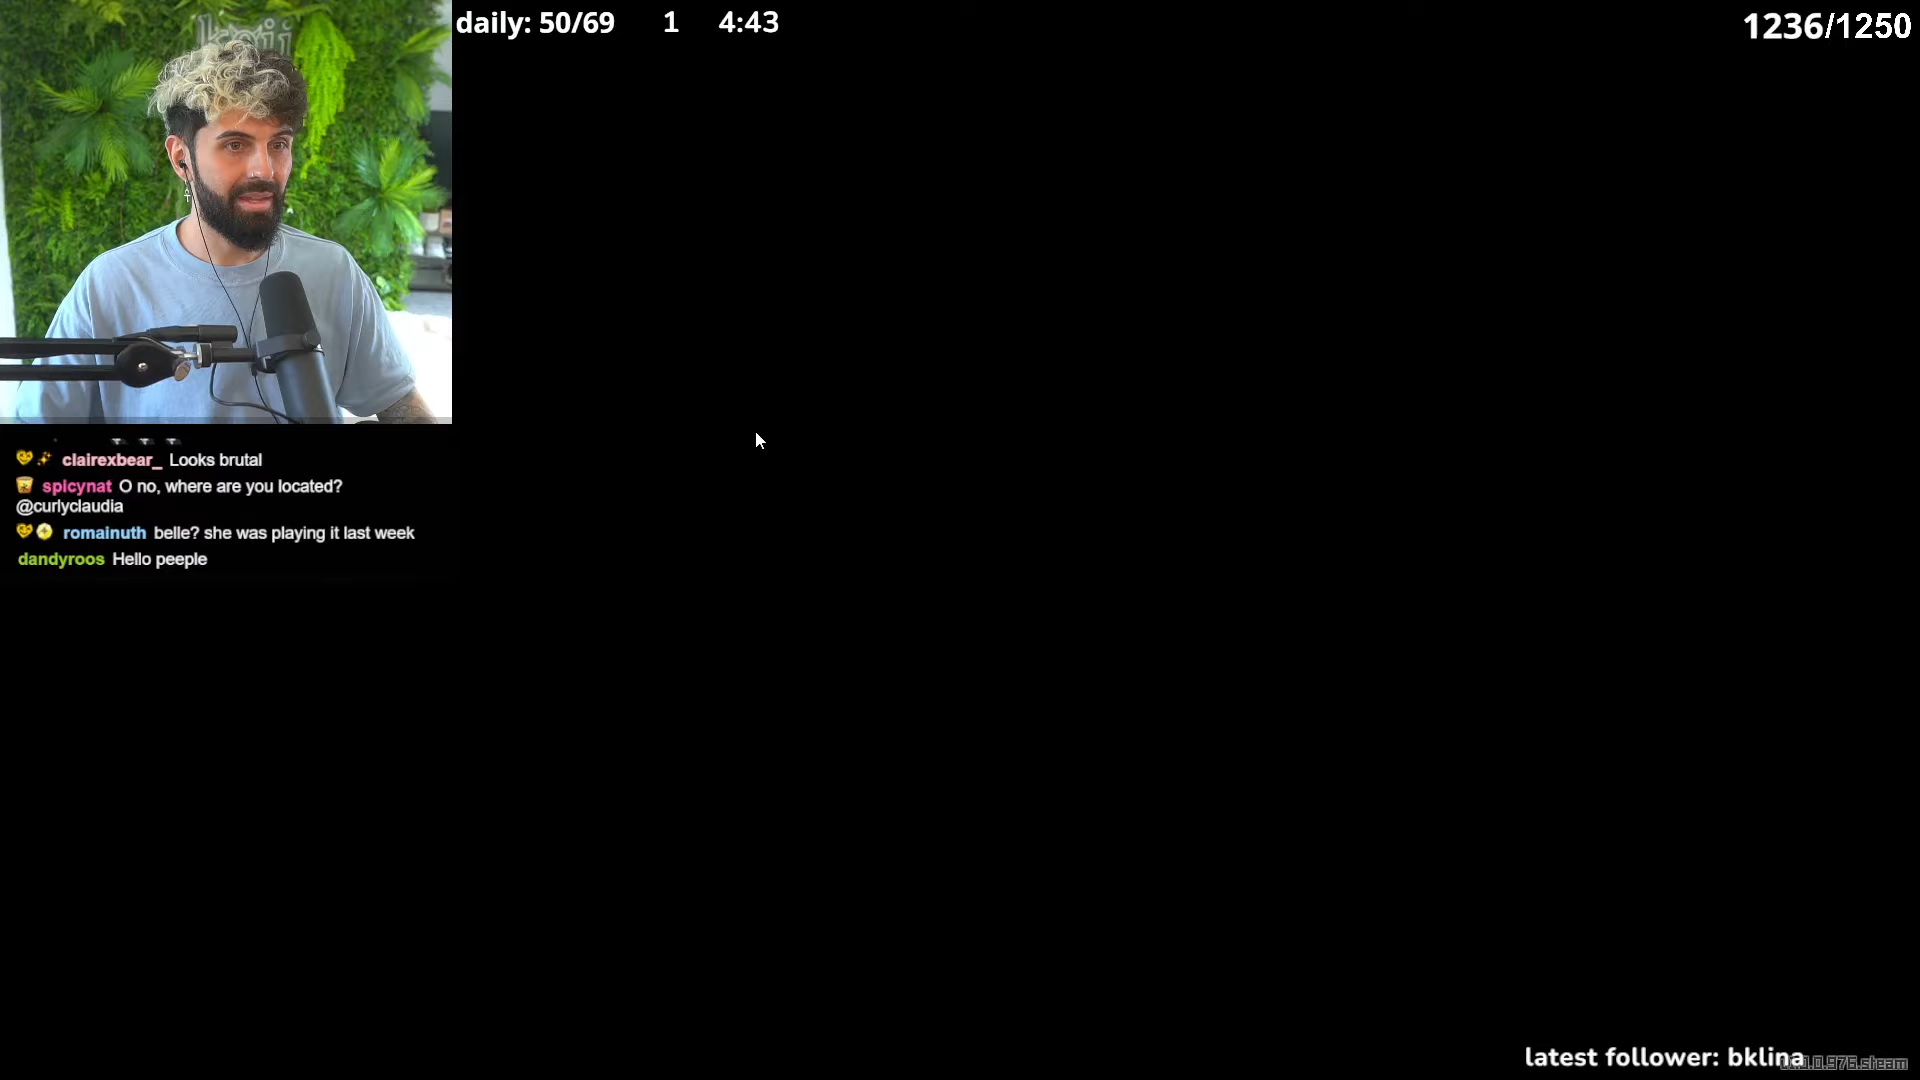 daily: 50/69 1 4:43
1236/1250
clairexbear_ Looks brutal
spicynat O no, where are you located?
@curlyclaudia
romainuth belle? she was playing it last week
dandyroos Hello peeple
latest follower: bklina